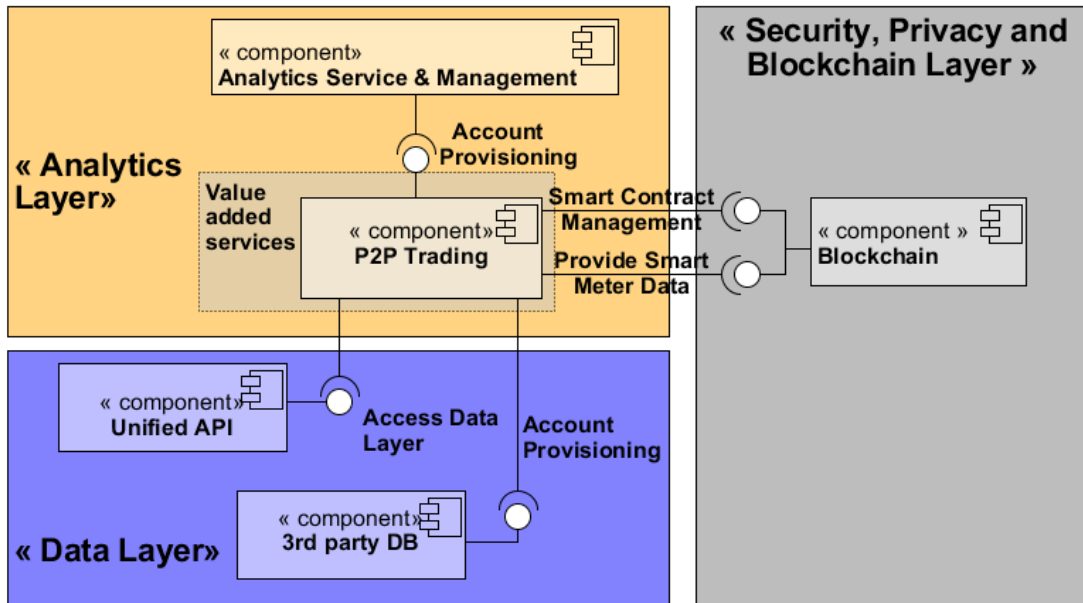 « component»
Analytics Service & Management
« Security, Privacy and
Blockchain Layer »
Account
Provisioning
« Analytics
Layer»
Value
added
services
« component»
P2P Trading
Smart Contract
Management
Provide Smart
Meter Data
« component »
Blockchain
« component»
Unified API
Access Data
Layer
Account
Provisioning
« component»
3rd party DB
« Data Layer»